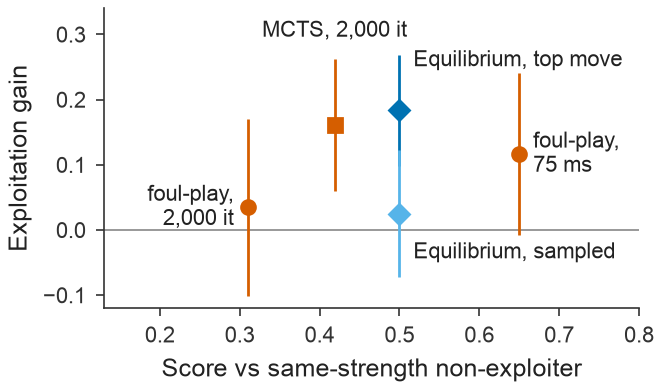 MCTS, 2,000 it
Equilibrium, top move
foul-play,
75 ms
foul-play,
2,000 it
Equilibrium, sampled
Exploitation gain
0.3
0.2
0.1
0.0
−0.1
0.2 0.3 0.4 0.5 0.6 0.7 0.8
Score vs same-strength non-exploiter